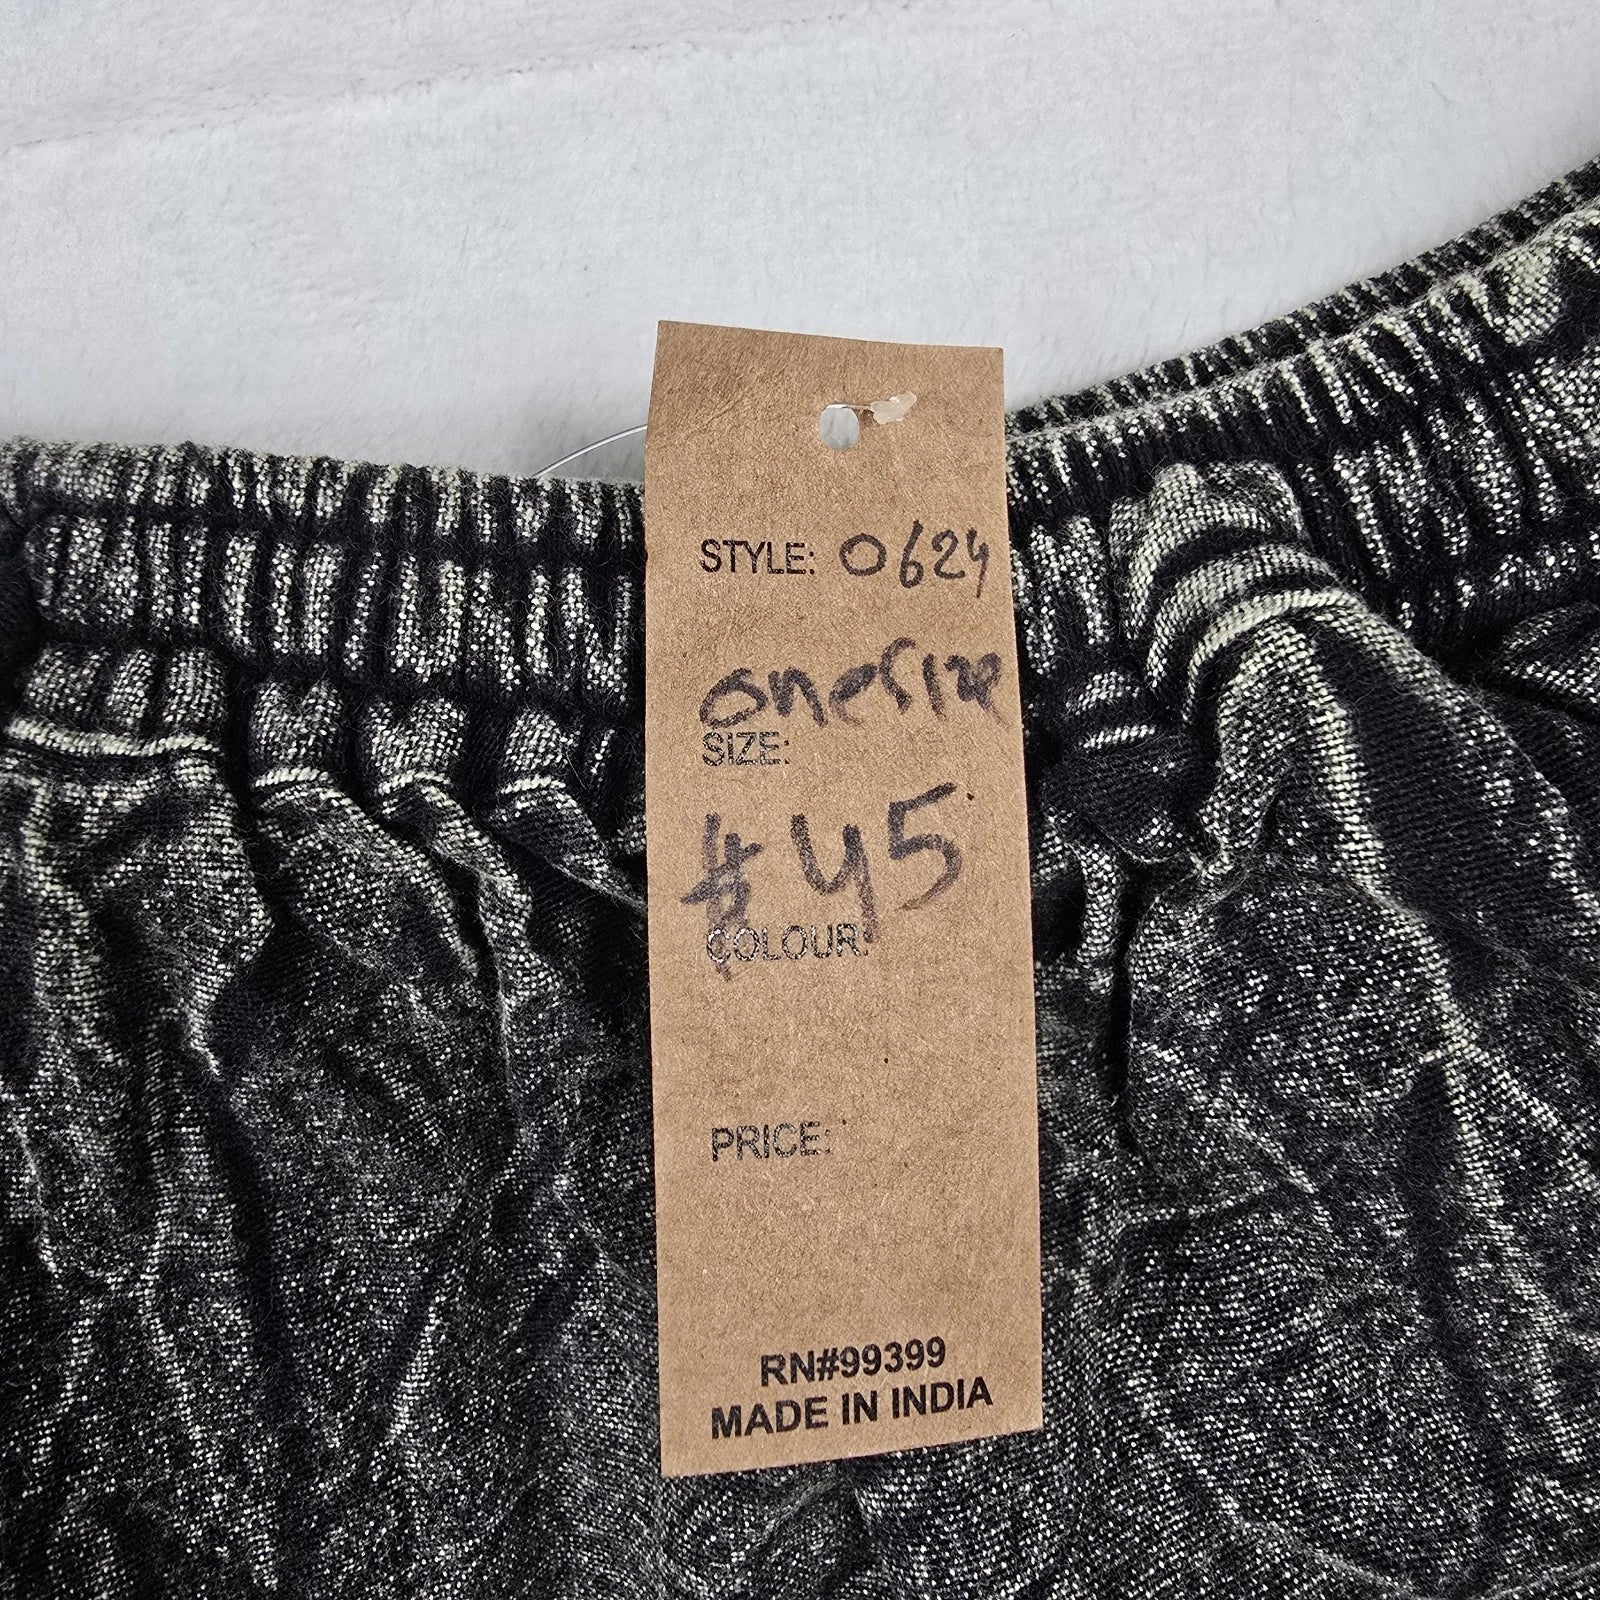 STYLE: 0624
onesize
SIZE:
#45
COLOUR:
PRICE:
RN#99399
MADE IN INDIA